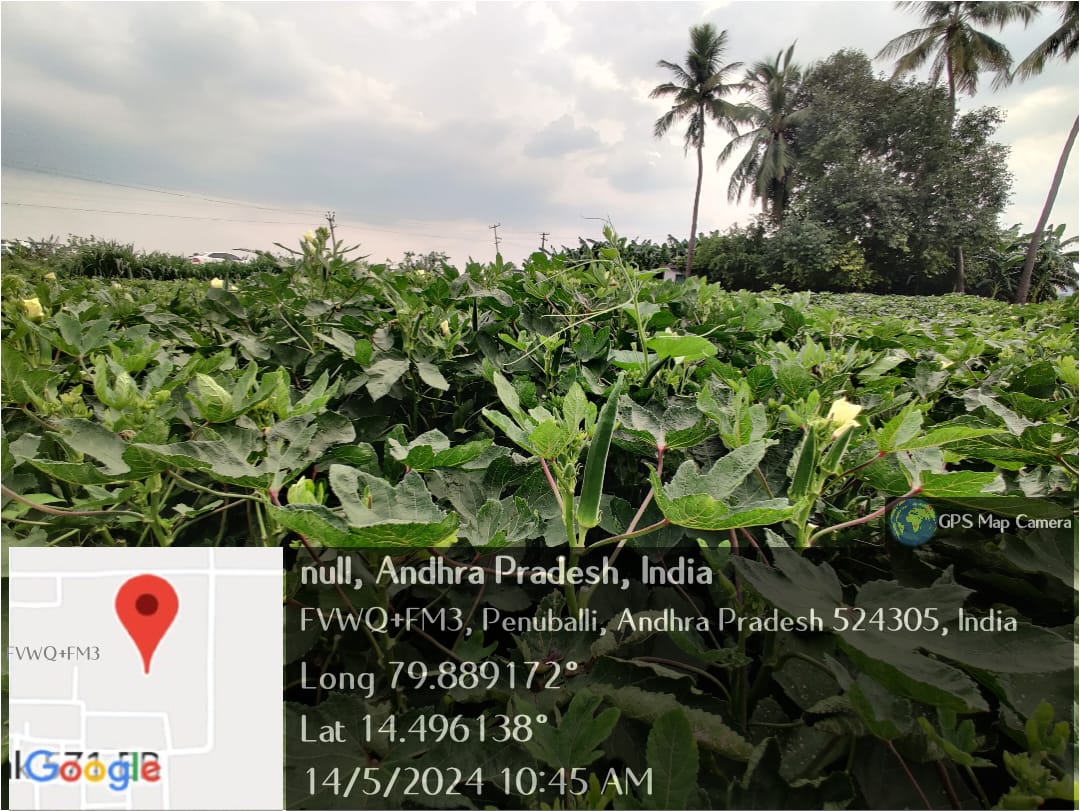 GPS Map Camera
null, Andhra Pradesh, India
FVWQ+FM3, Penuballi, Andhra Pradesh 524305, India
Long 79.889172°
Lat 14.496138°
14/5/2024 10:45 AM
FVWQ+FM3
Google